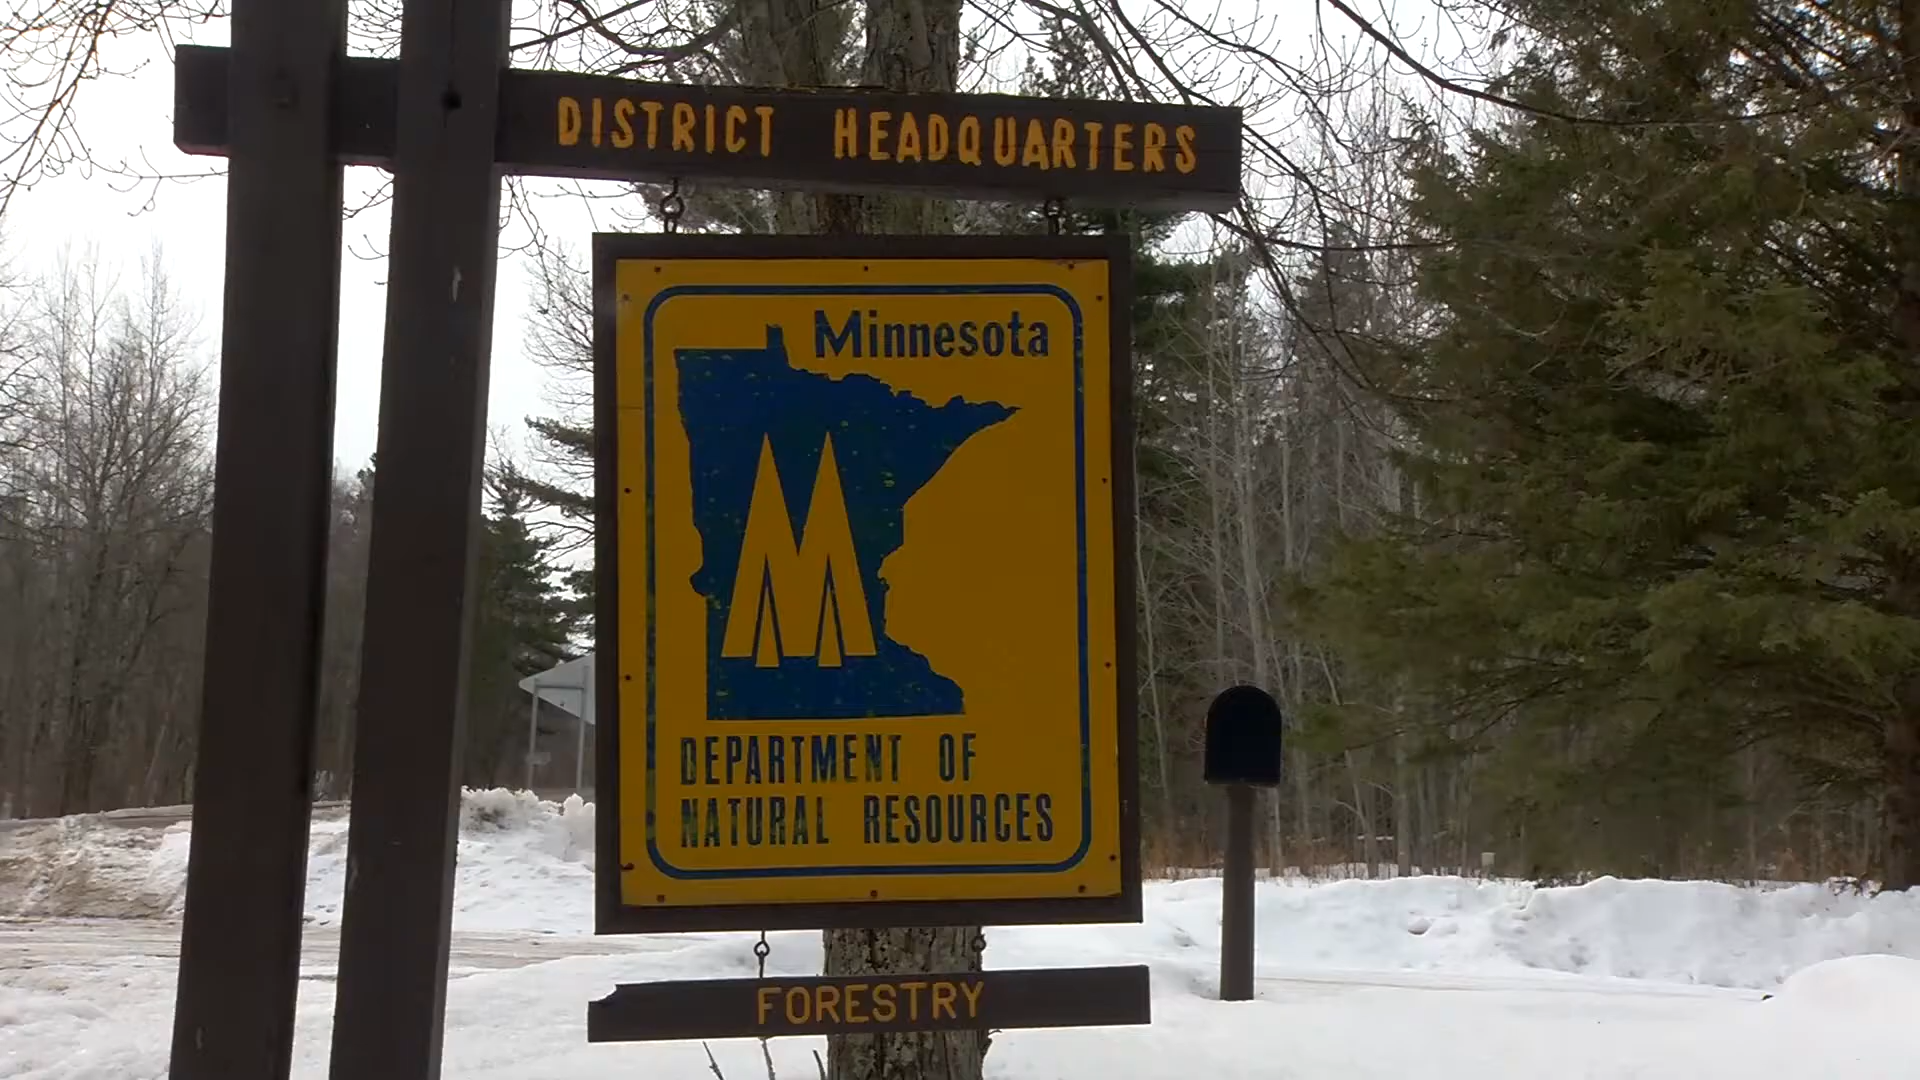 DISTRICT HEADQUARTERS
Minnesota
M
DEPARTMENT OF
NATURAL RESOURCES
FORESTRY